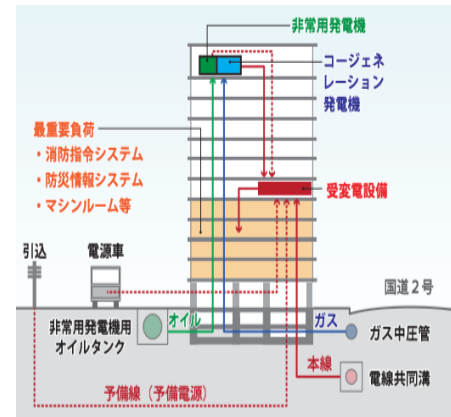 非常用発電機
コージェネ
レーション
発電機
最重要負荷
・消防指令システム
・防災情報システム
・マシンルーム等
受変電設備
引込
電源車
国道２号
非常用発電機用
オイルタンク
オイル
ガス
ガス中圧管
本線
電線共同溝
予備線（予備電源）